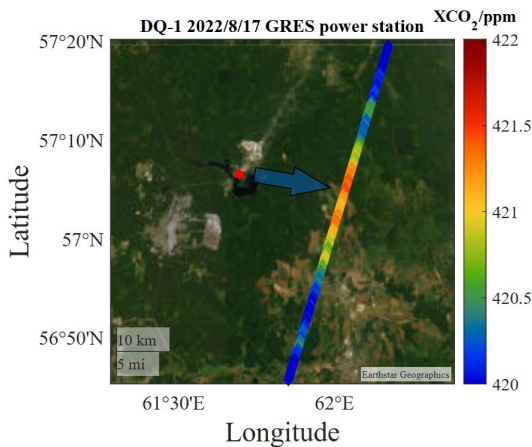 DQ-1 2022/8/17 GRES power station
XCO2/ppm
57°20'N
57°10'N
57°N
56°50'N
Latitude
422
421.5
421
420.5
420
10 km
5 mi
Earthstar Geographics
61°30'E
62°E
Longitude